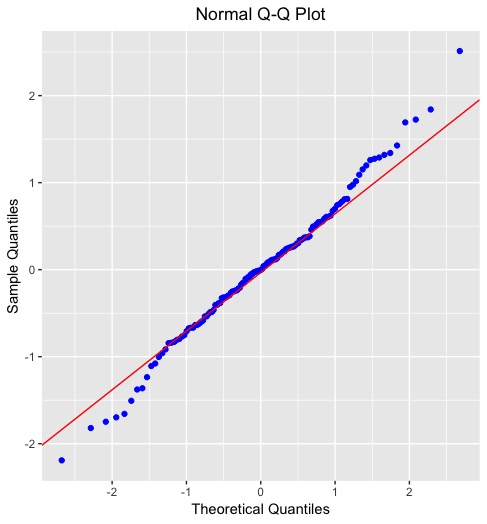 Normal Q-Q Plot
Sample Quantiles
2
1
0
-1
-2
-2 -1 0 1 2
Theoretical Quantiles